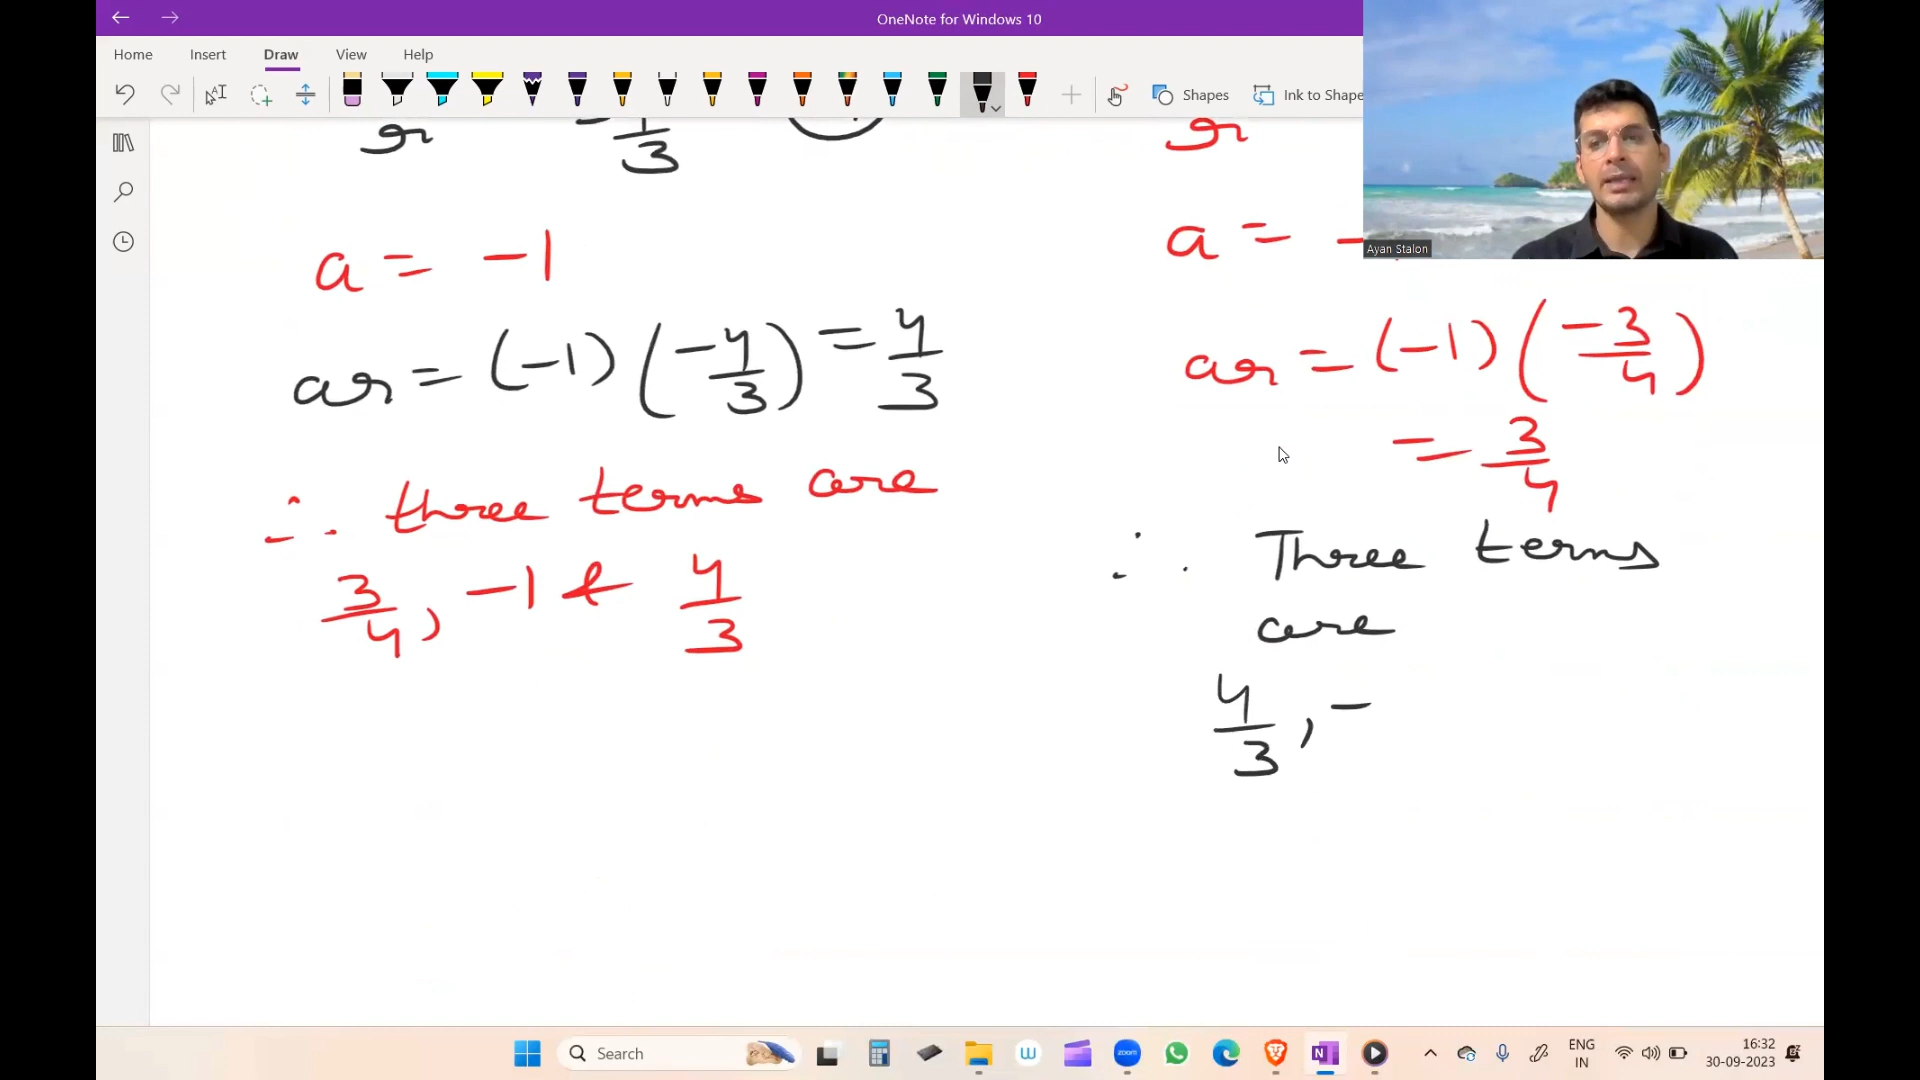 OneNote for Windows 10
Home Insert Draw View Help
Shapes Ink to Shape
Ayan Stalon
r -4/3
a = -1
ar = (-1) (-4/3) = 4/3
∴ three terms are
3/4, -1 & 4/3
r
a = -
ar = (-1) (-3/4)
= 3/4
∴ Three terms
are
4/3, -
Search
ENG
IN
16:32
30-09-2023